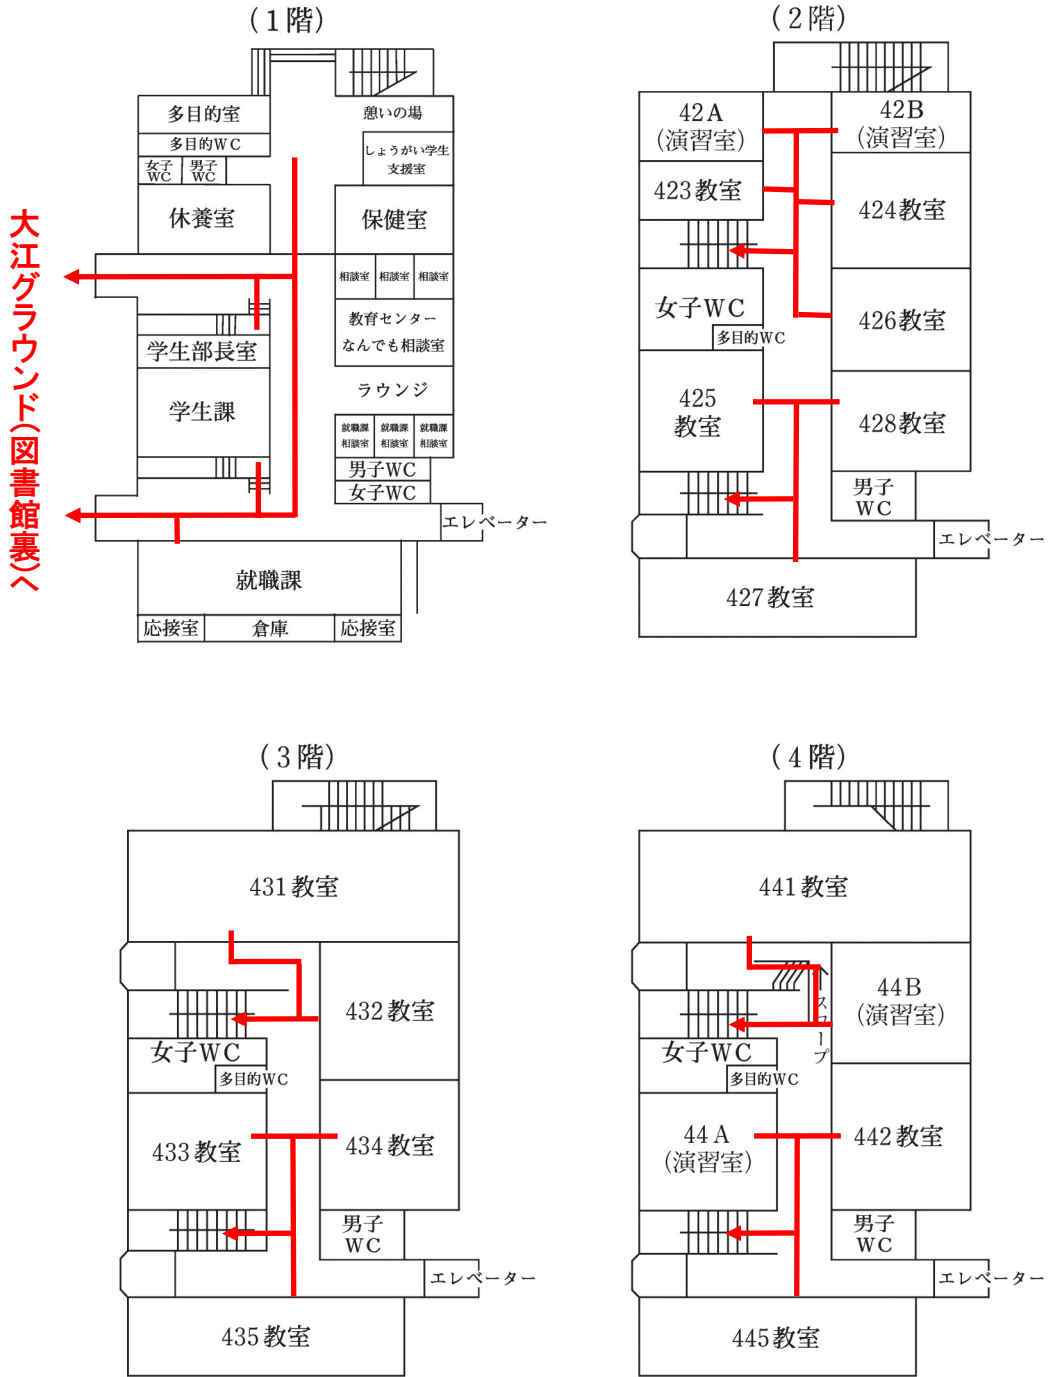 (1階)
多目的室
多目的WC
女子
WC
男子
WC
休養室
憩いの場
しょうがい学生
支援室
保健室
相談室
相談室
相談室
教育センター
なんでも相談室
学生部長室
学生課
ラウンジ
就職課
相談室
就職課
相談室
就職課
相談室
男子WC
女子WC
エレベーター
就職課
応接室
倉庫
応接室
大江グラウンド(図書館裏)へ
(2階)
42A
(演習室)
42B
(演習室)
423教室
424教室
女子WC
多目的WC
426教室
425
教室
428教室
男子
WC
エレベーター
427教室
(3階)
431教室
432教室
女子WC
多目的WC
433教室
434教室
男子
WC
エレベーター
435教室
(4階)
441教室
44B
(演習室)
スロープ
女子WC
多目的WC
44A
(演習室)
442教室
男子
WC
エレベーター
445教室